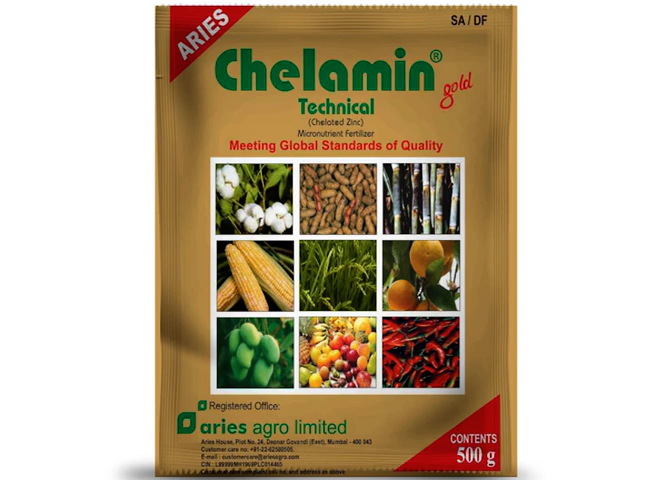 ARIES
SA / DF
Chelamin®
gold
Technical
(Chelated Zinc)
Micronutrient Fertilizer
Meeting Global Standards of Quality
Registered Office:
aries agro limited
Aries House, Plot No. 24, Deonar Govandi (East), Mumbai - 400 043
Customer care no: +91-22-62528505.
E-mail : customercare@ariesagro.com
CIN :
CONTENTS
500 g